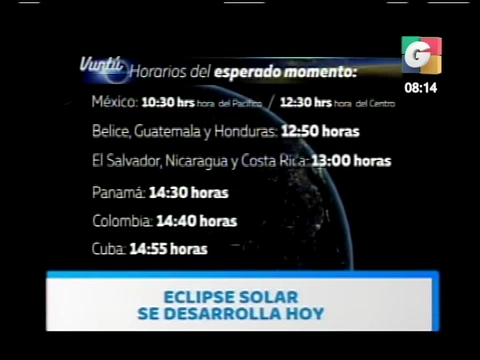 Vuntú
Horarios del esperado momento:
G
08:14
México: 10:30 hrs hora del Pacífico / 12:30 hrs hora del Centro
Belice, Guatemala y Honduras: 12:50 horas
El Salvador, Nicaragua y Costa Rica: 13:00 horas
Panamá: 14:30 horas
Colombia: 14:40 horas
Cuba: 14:55 horas
ECLIPSE SOLAR
SE DESARROLLA HOY